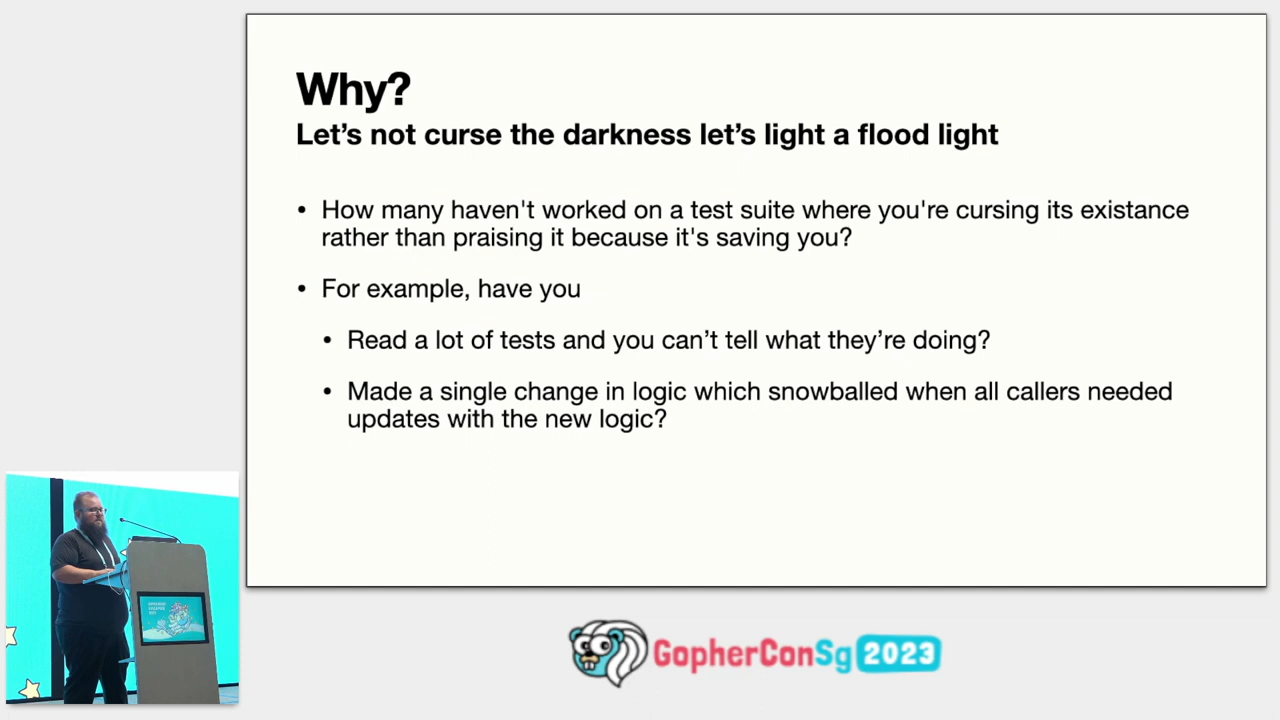 Why?
Let’s not curse the darkness let’s light a flood light
• How many haven't worked on a test suite where you're cursing its existance
rather than praising it because it's saving you?
• For example, have you
• Read a lot of tests and you can’t tell what they’re doing?
• Made a single change in logic which snowballed when all callers needed
updates with the new logic?
GopherConSg 2023